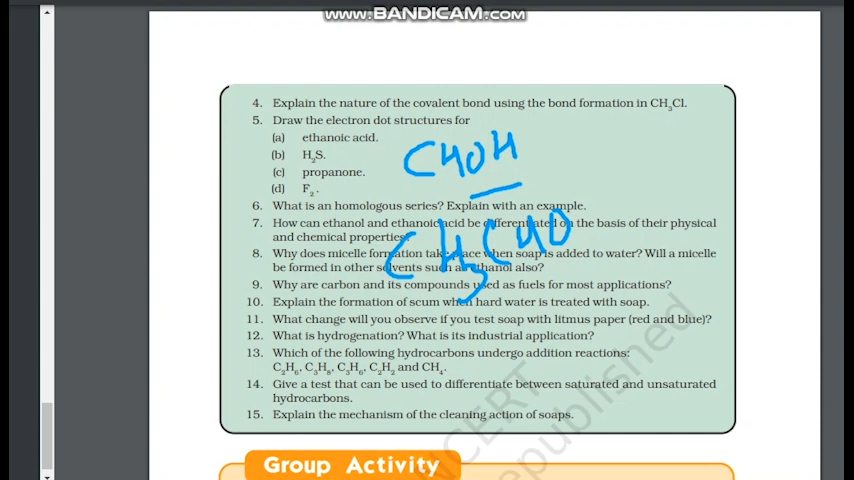 www.BANDICAM.com
4. Explain the nature of the covalent bond using the bond formation in CH₃Cl.
5. Draw the electron dot structures for
(a) ethanoic acid.
(b) H₂S.
(c) propanone.
(d) F₂.
CHOH
6. What is an homologous series? Explain with an example.
7. How can ethanol and ethanoic acid be differentiated on the basis of their physical
and chemical properties?
CH₃CHO
8. Why does micelle formation take place when soap is added to water? Will a micelle
be formed in other solvents such as ethanol also?
9. Why are carbon and its compounds used as fuels for most applications?
10. Explain the formation of scum when hard water is treated with soap.
11. What change will you observe if you test soap with litmus paper (red and blue)?
12. What is hydrogenation? What is its industrial application?
13. Which of the following hydrocarbons undergo addition reactions:
C₂H₆, C₃H₈, C₃H₆, C₂H₂ and CH₄.
14. Give a test that can be used to differentiate between saturated and unsaturated
hydrocarbons.
15. Explain the mechanism of the cleaning action of soaps.
NCERT
republished
Group Activity